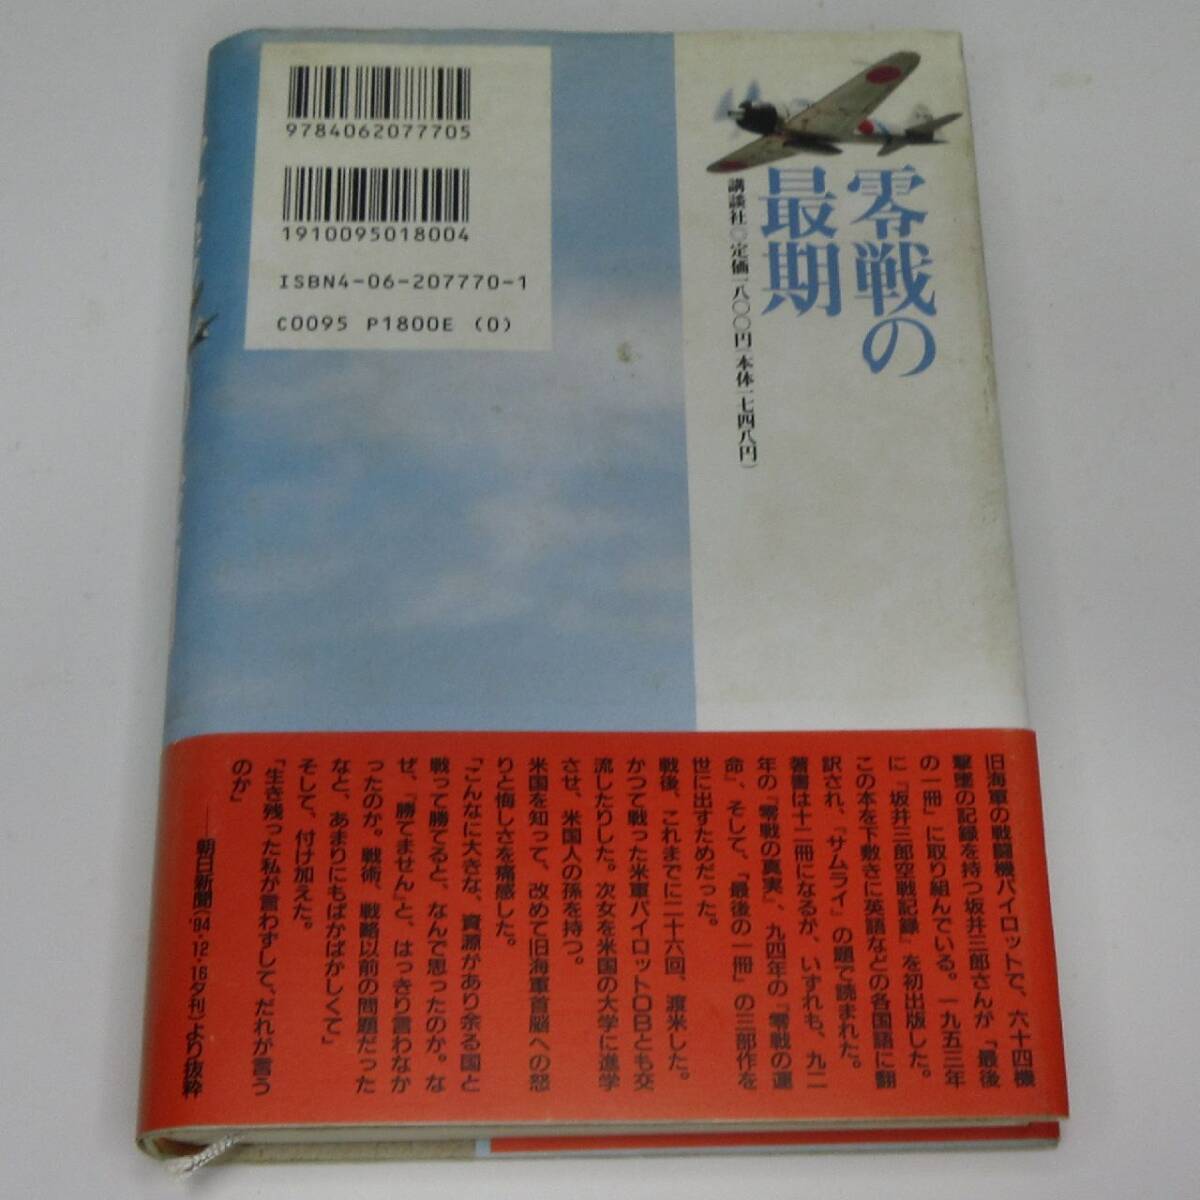 9784062077705
1910095018004
ISBN4-06-207770-1
C0095 P1800E (0)
零戦の
最期
講談社 ○定価一八〇〇円(本体一七四八円)
旧海軍の戦闘機パイロットで、六十四機
撃墜の記録を持つ坂井三郎さんが「最後
の一冊」に取り組んでいる。一九五三年
に『坂井三郎空戦記録』を初出版した。
この本を下敷きに英語などの各国語に翻
訳され、『サムライ』の題で読まれた。
著書は十二冊になるが、いずれも、九二
年の『零戦の真実』、九四年の『零戦の運
命』、そして、「最後の一冊」の三部作を
世に出すためだった。
戦後、これまでに二十六回、渡米した。
かつて戦った米軍パイロットOBとも交
流したりした。次女を米国の大学に進学
させ、米国人の孫を持つ。
米国を知って、改めて旧海軍首脳への怒
りと悔しさを痛感した。
「こんなに大きな、資源があり余る国と
戦って勝てると、なんで思ったのか。な
ぜ、『勝てません』と、はっきり言わなか
ったのか。戦術、戦略以前の問題だった
なと、あまりにもばかばかしくて」
そして、付け加えた。
「生き残った私が言わずして、だれが言う
のか」
——朝日新聞('94・12・16夕刊)より抜粋